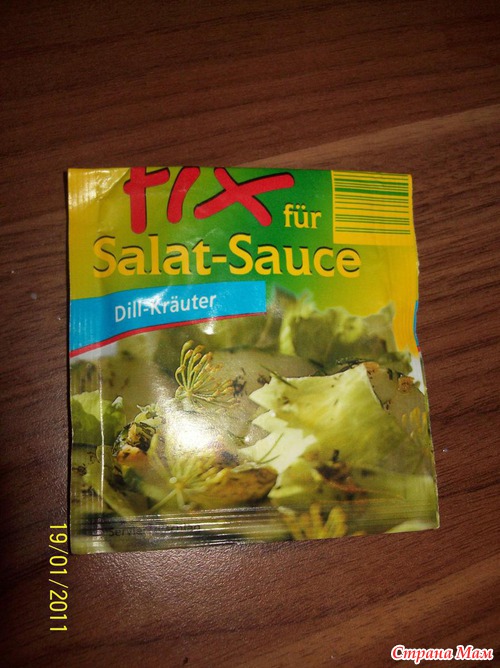 fix
für
Salat-Sauce
Dill-Kräuter
19/01/2011
Страна Мам